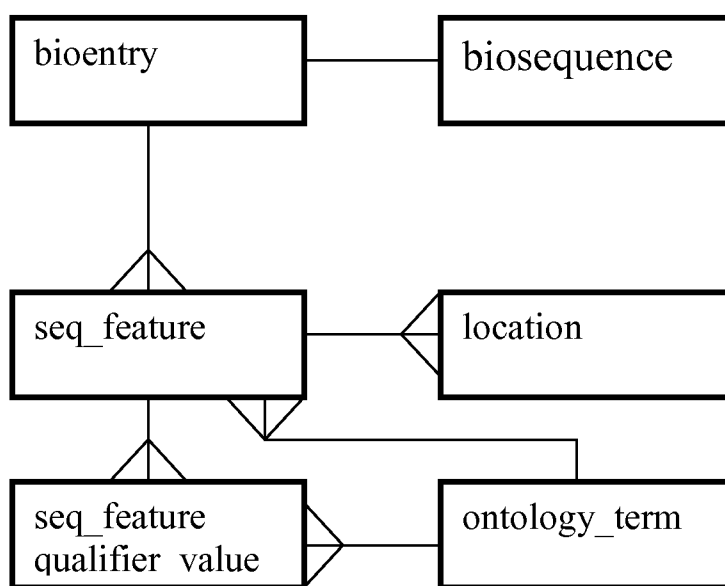 bioentry
biosequence
seq_feature
location
seq_feature
qualifier_value
ontology_term